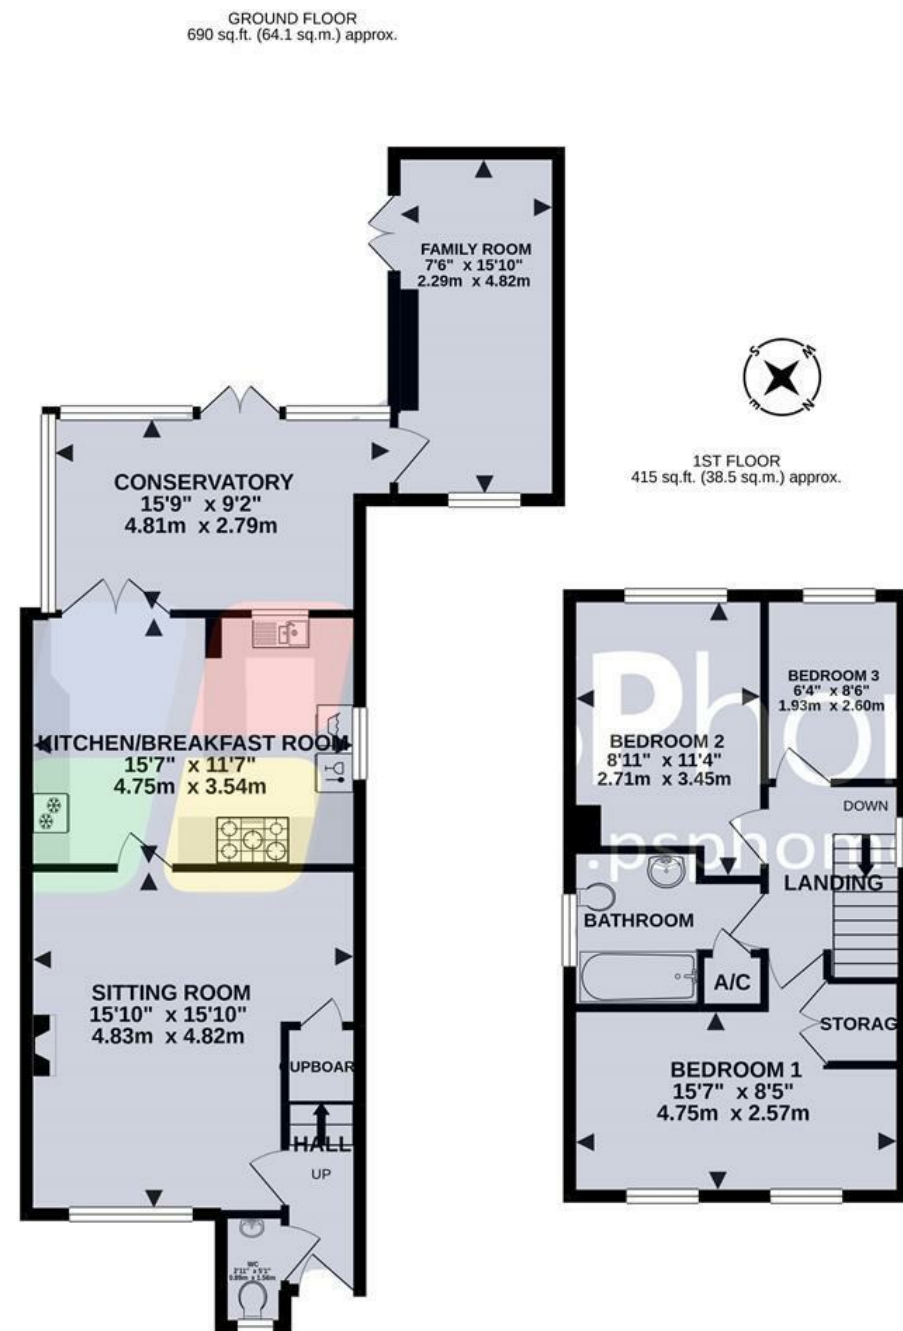 GROUND FLOOR
690 sq.ft. (64.1 sq.m.) approx.
FAMILY ROOM
7'6" x 15'10"
2.29m x 4.82m
S
W
E
N
CONSERVATORY
15'9" x 9'2"
4.81m x 2.79m
1ST FLOOR
415 sq.ft. (38.5 sq.m.) approx.
KITCHEN/BREAKFAST ROOM
15'7" x 11'7"
4.75m x 3.54m
BEDROOM 3
6'4" x 8'6"
1.93m x 2.60m
BEDROOM 2
8'11" x 11'4"
2.71m x 3.45m
DOWN
LANDING
BATHROOM
A/C
STORAG
SITTING ROOM
15'10" x 15'10"
4.83m x 4.82m
CUPBOAR
HALL
UP
BEDROOM 1
15'7" x 8'5"
4.75m x 2.57m
WC
2'11" x 5'1"
0.89m x 1.56m
pPhom
.psphome